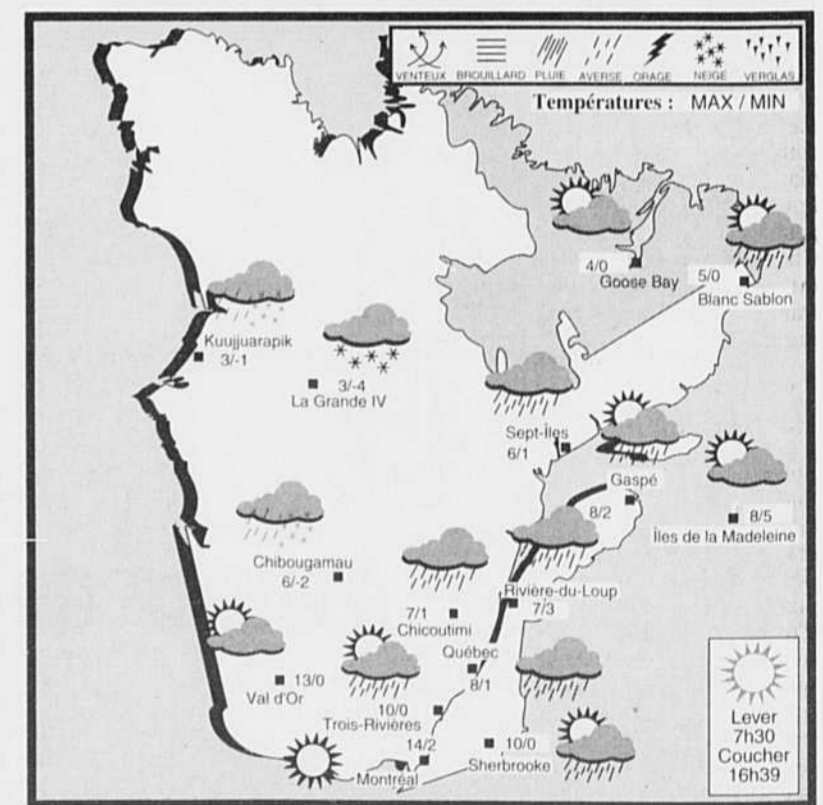 VENTEUX BROUILLARD PLUIE AVERSE ORAGE NEIGE VERGLAS
Températures : MAX / MIN
4/0
Goose Bay
5/0
Blanc Sablon
Kuujjuarapik
3/-1
3/-4
La Grande IV
Sept-Îles
6/1
Gaspé
8/2
8/5
Îles de la Madeleine
Chibougamau
6/-2
Rivière-du-Loup
7/3
7/1
Chicoutimi
Québec
8/1
13/0
Val d'Or
10/0
Trois-Rivières
14/2
Montréal
10/0
Sherbrooke
Lever
7h30
Coucher
16h39